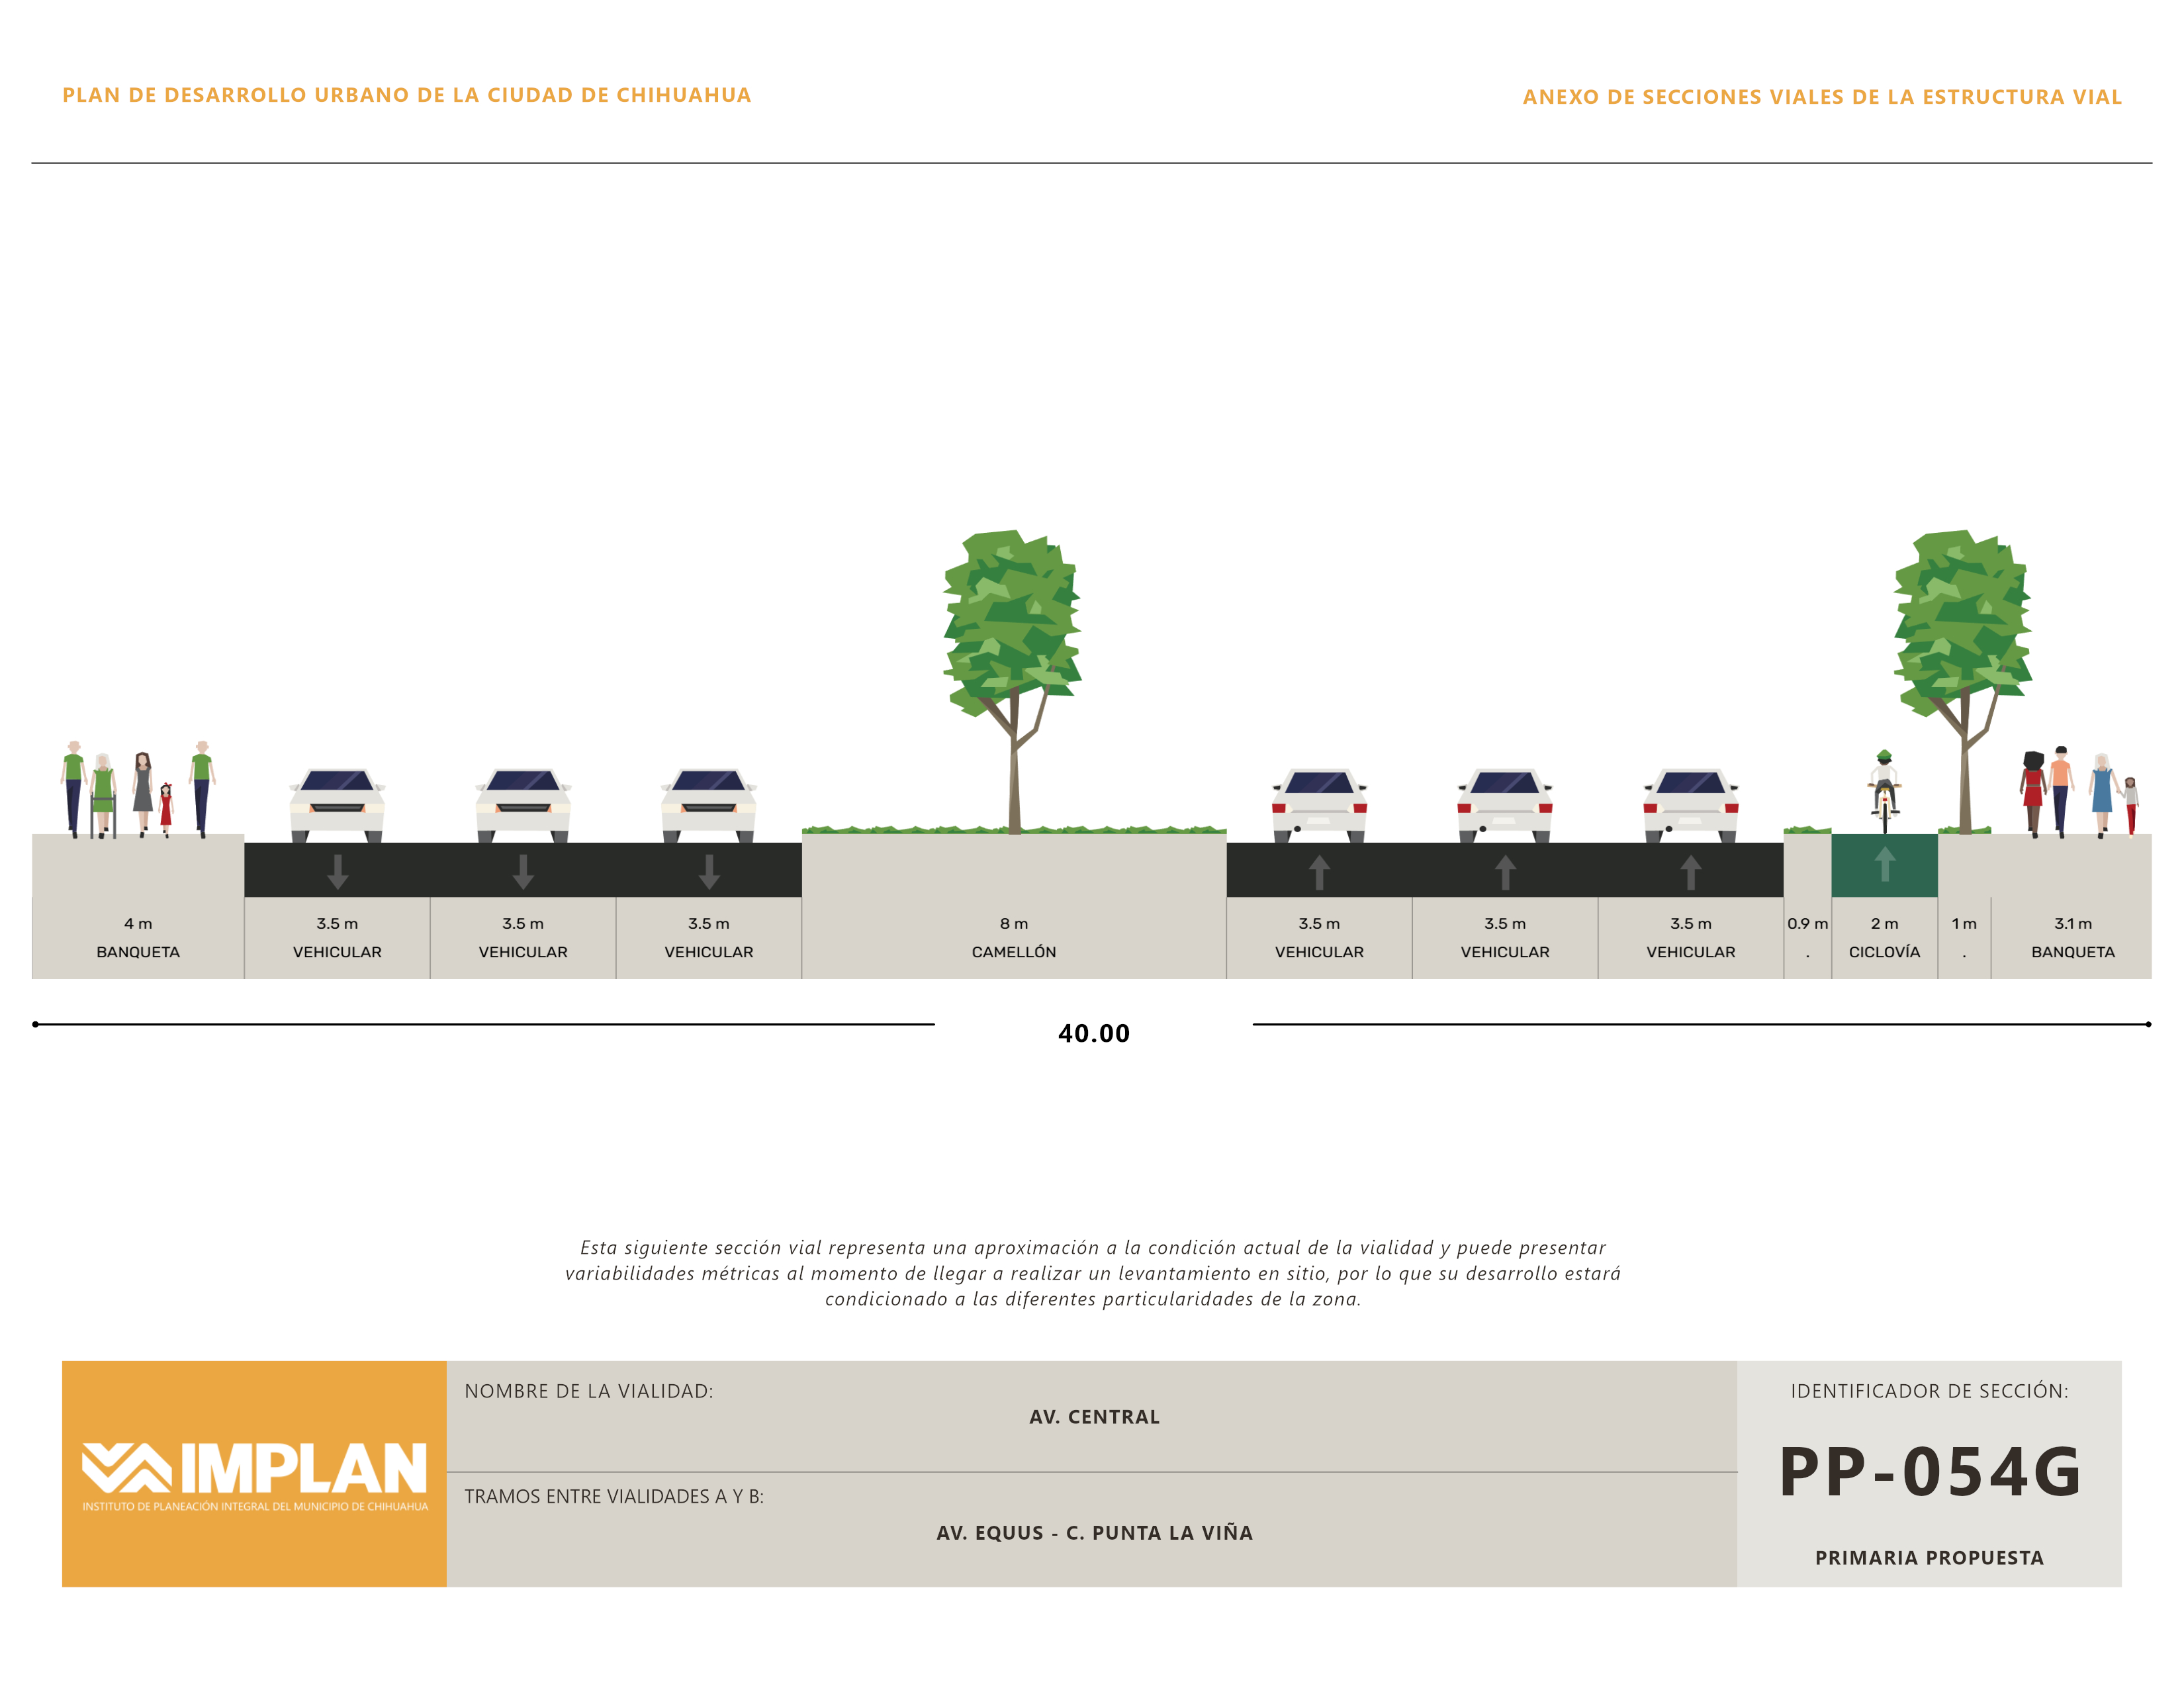 PLAN DE DESARROLLO URBANO DE LA CIUDAD DE CHIHUAHUA
ANEXO DE SECCIONES VIALES DE LA ESTRUCTURA VIAL
4 m
BANQUETA
3.5 m
VEHICULAR
3.5 m
VEHICULAR
3.5 m
VEHICULAR
8 m
CAMELLÓN
3.5 m
VEHICULAR
3.5 m
VEHICULAR
3.5 m
VEHICULAR
0.9 m
.
2 m
CICLOVÍA
1 m
.
3.1 m
BANQUETA
40.00
Esta siguiente sección vial representa una aproximación a la condición actual de la vialidad y puede presentar
variabilidades métricas al momento de llegar a realizar un levantamiento en sitio, por lo que su desarrollo estará
condicionado a las diferentes particularidades de la zona.
IMPLAN
INSTITUTO DE PLANEACIÓN INTEGRAL DEL MUNICIPIO DE CHIHUAHUA
NOMBRE DE LA VIALIDAD:
AV. CENTRAL
TRAMOS ENTRE VIALIDADES A Y B:
AV. EQUUS - C. PUNTA LA VIÑA
IDENTIFICADOR DE SECCIÓN:
PP-054G
PRIMARIA PROPUESTA